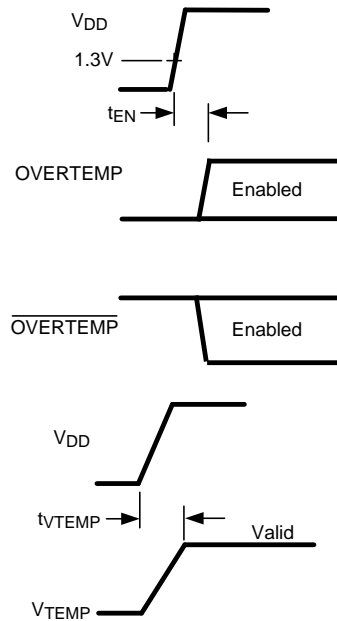 VDD
1.3V
tEN
OVERTEMP
Enabled
OVERTEMP
Enabled
VDD
tVTEMP
Valid
VTEMP